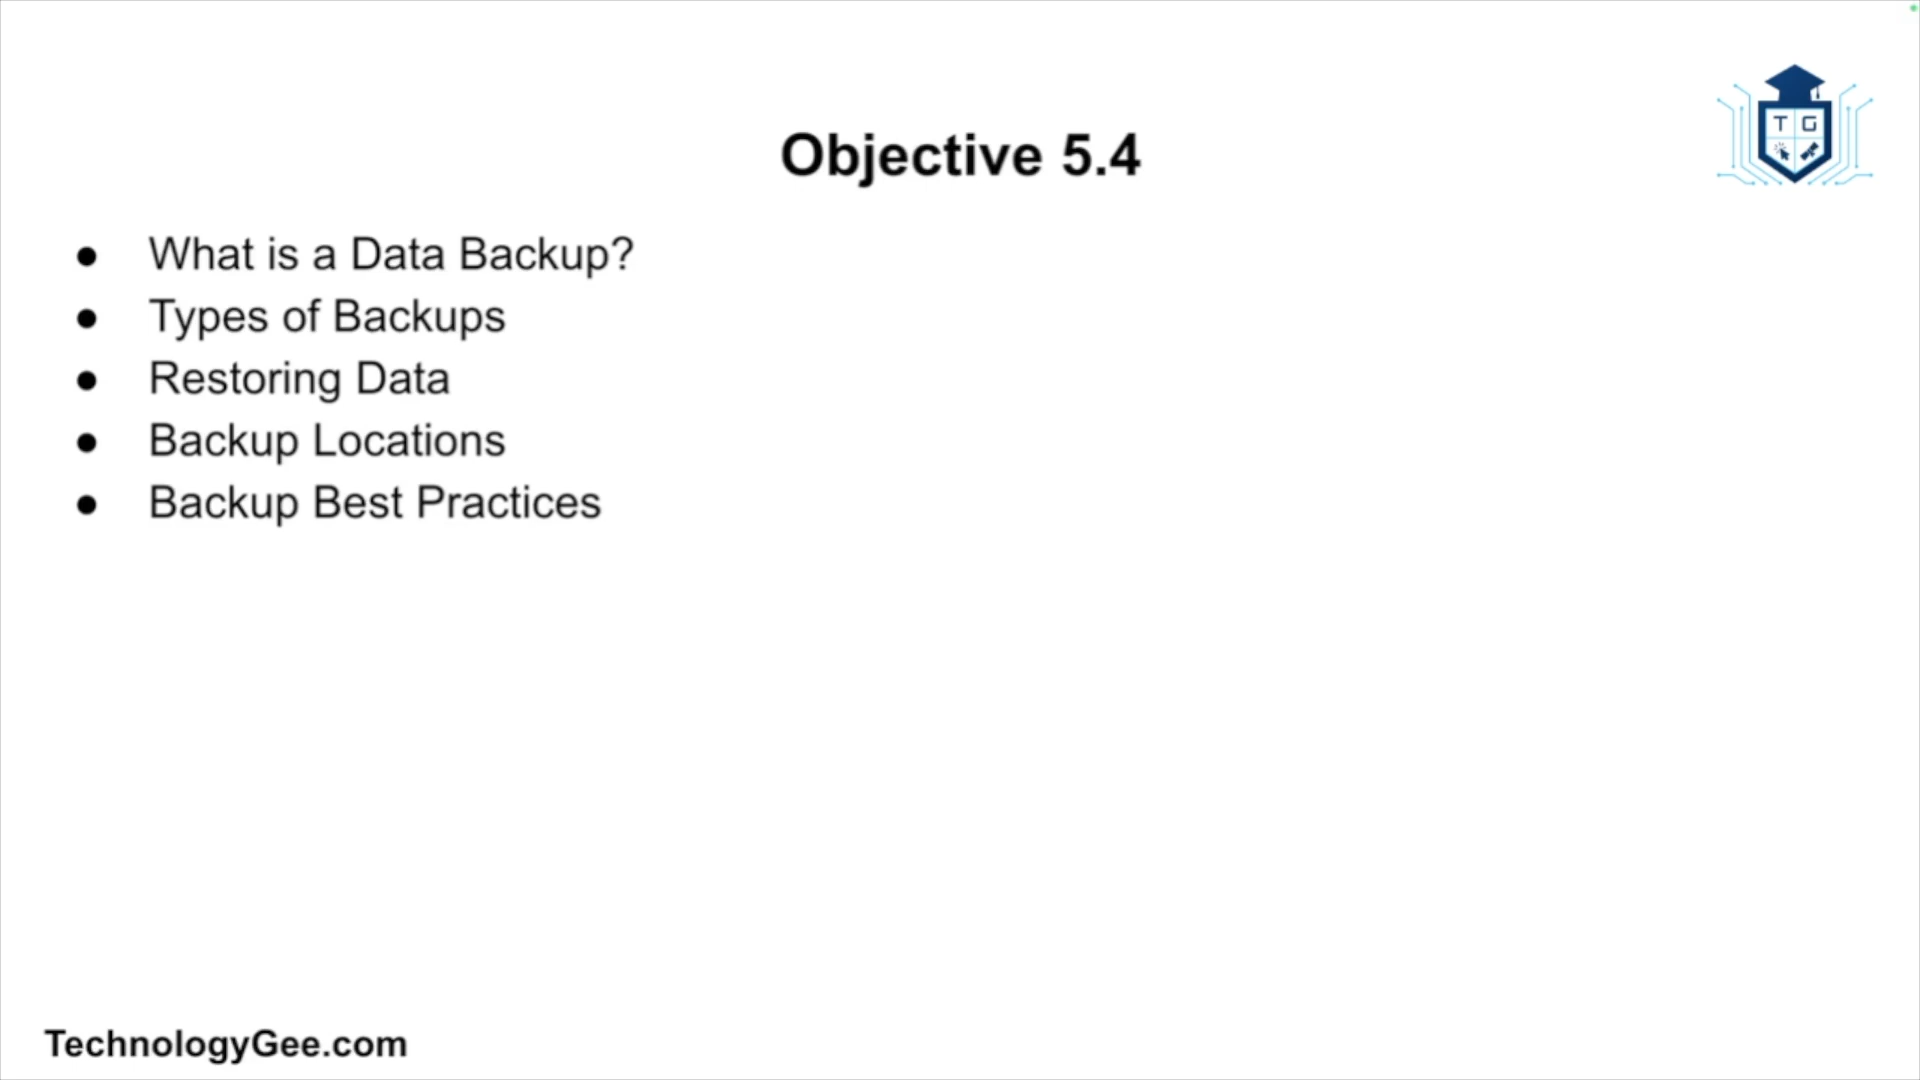 T G
Objective 5.4
● What is a Data Backup?
● Types of Backups
● Restoring Data
● Backup Locations
● Backup Best Practices
TechnologyGee.com